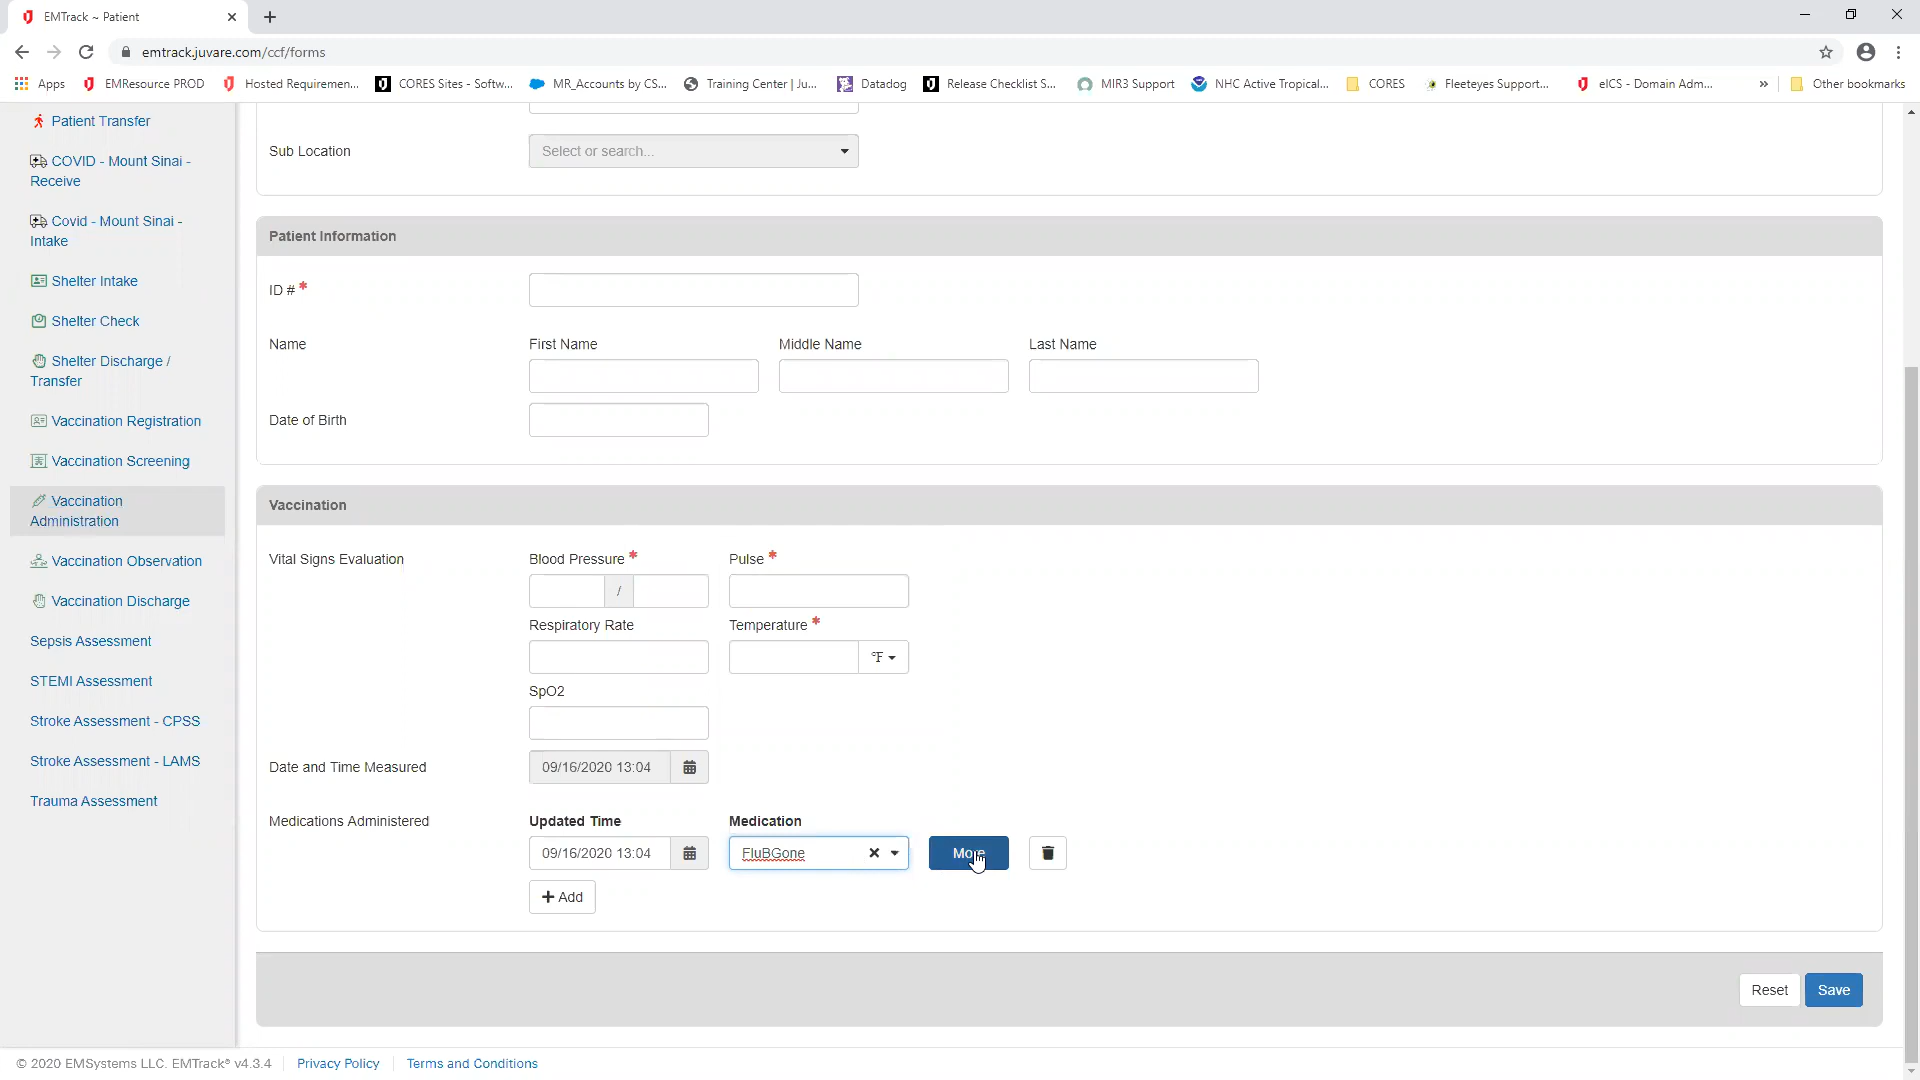 EMTrack ~ Patient
emtrack.juvare.com/ccf/forms
Apps
EMResource PROD
Hosted Requiremen...
CORES Sites - Softw...
MR_Accounts by CS...
Training Center | Ju...
Datadog
Release Checklist S...
MIR3 Support
NHC Active Tropical...
CORES
Fleeteyes Support...
eICS - Domain Adm...
»
Other bookmarks
Patient Transfer
COVID - Mount Sinai -
Receive
Covid - Mount Sinai -
Intake
Shelter Intake
Shelter Check
Shelter Discharge /
Transfer
Vaccination Registration
Vaccination Screening
Vaccination
Administration
Vaccination Observation
Vaccination Discharge
Sepsis Assessment
STEMI Assessment
Stroke Assessment - CPSS
Stroke Assessment - LAMS
Trauma Assessment
Sub Location
Select or search...
Patient Information
ID # *
Name
First Name
Middle Name
Last Name
Date of Birth
Vaccination
Vital Signs Evaluation
Blood Pressure *
Pulse *
/
Respiratory Rate
Temperature *
°F
SpO2
Date and Time Measured
09/16/2020 13:04
Medications Administered
Updated Time
Medication
09/16/2020 13:04
FluBGone
More
+ Add
Reset
Save
© 2020 EMSystems LLC. EMTrack® v4.3.4
Privacy Policy
Terms and Conditions